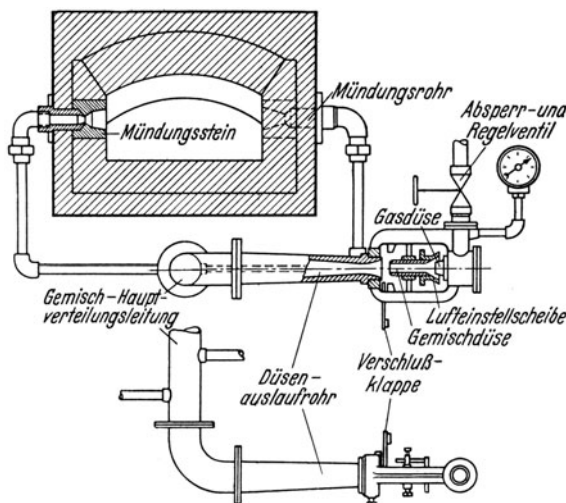 Mündungsrohr
Mündungsstein
Absperr-und
Regelventil
Gasdüse
Gemisch-Haupt-
verteilungsleitung
Lufteinstellscheibe
Gemischdüse
Düsen-
auslaufrohr
Verschluß-
klappe